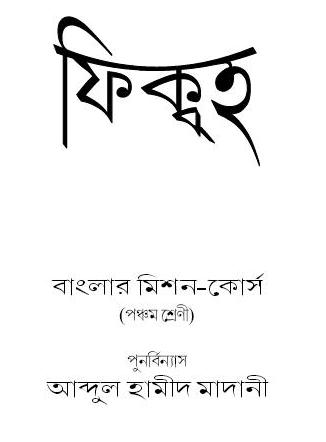 ফিক্বহ
বাংলার মিশন-কোর্স
(পঞ্চম শ্রেণী)
পুনর্বিন্যাস
আব্দুল হামীদ মাদানী